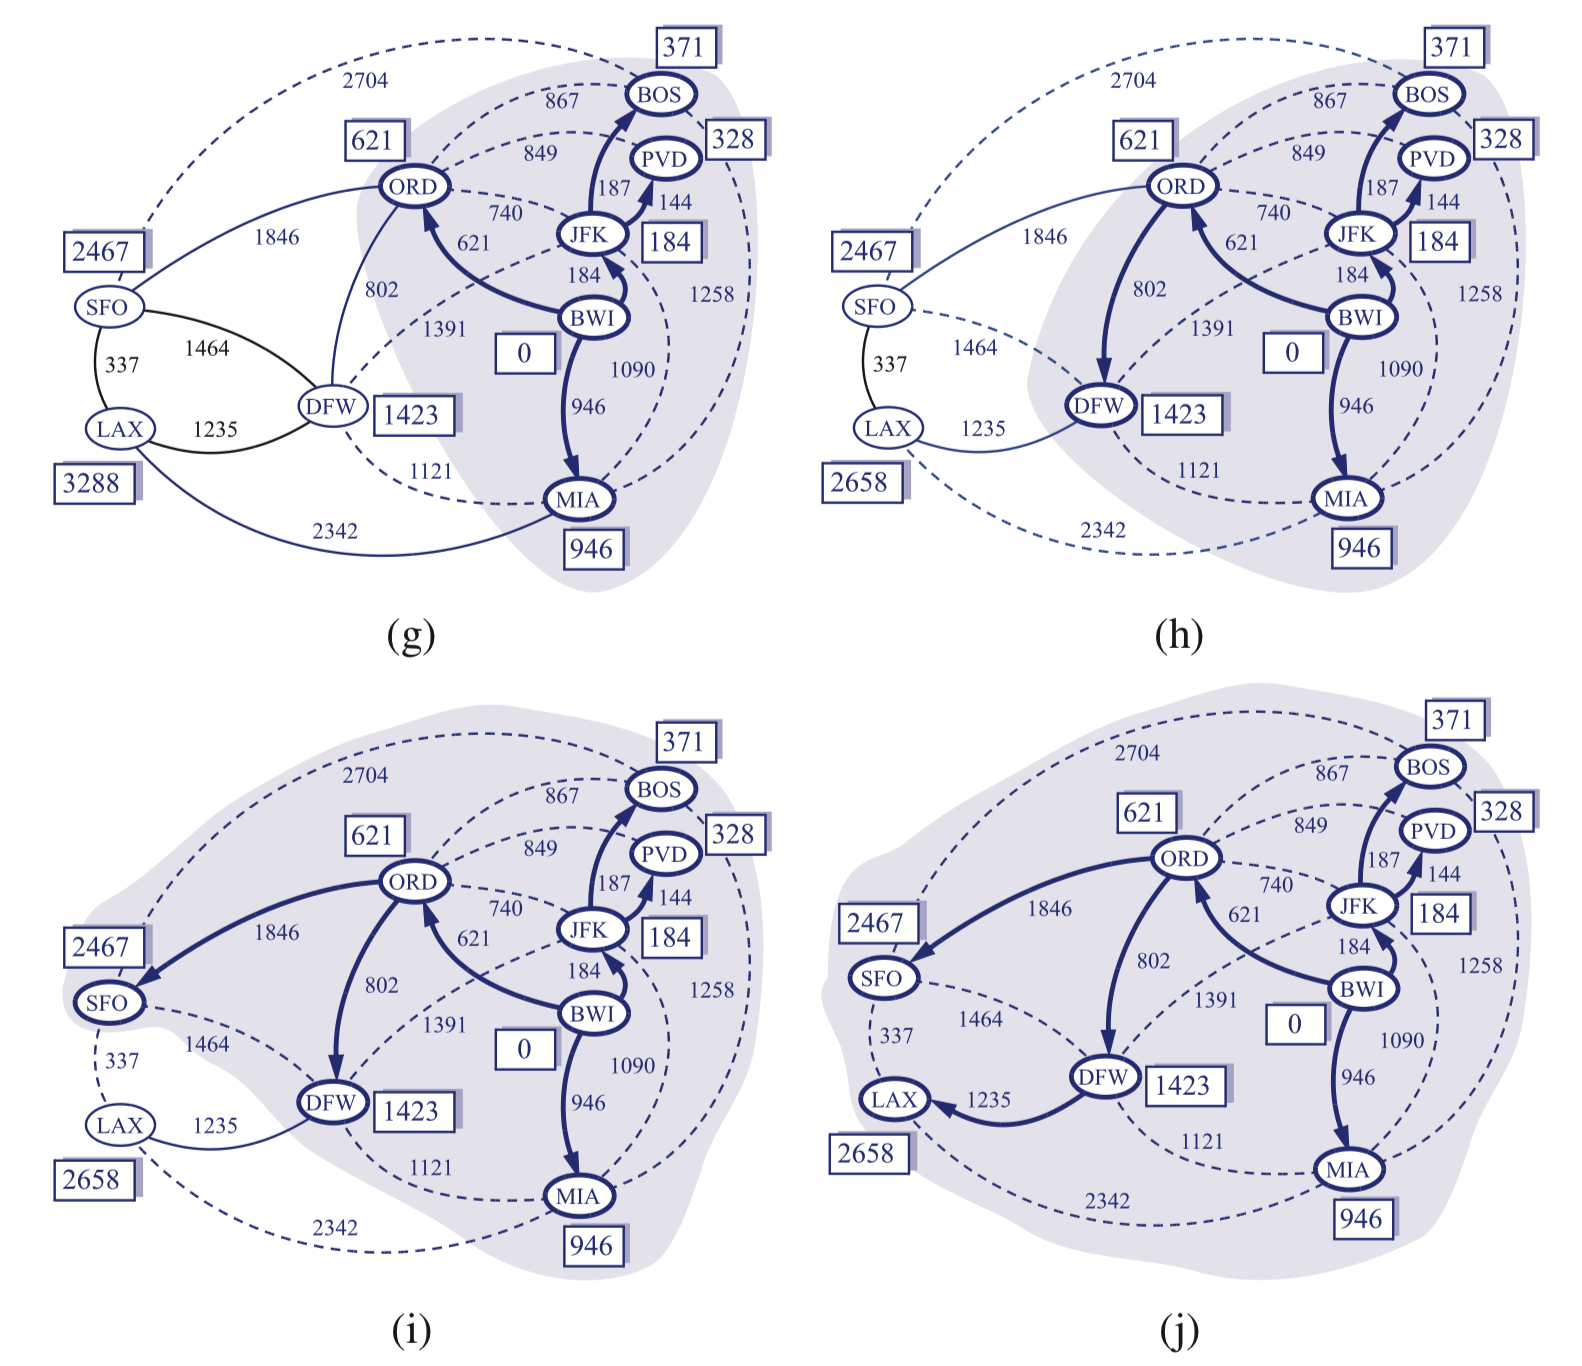 371
2704
BOS
867
621
328
849
PVD
ORD
187
144
740
JFK
184
2467
1846
621
184
802
1258
SFO
BWI
1391
0
1464
337
1090
DFW
1423
946
LAX
1235
1121
3288
MIA
2342
946
(g)
371
2704
BOS
867
621
328
849
PVD
ORD
187
144
740
JFK
184
2467
1846
621
184
802
1258
SFO
BWI
1391
0
1464
337
1090
DFW
1423
946
LAX
1235
1121
2658
MIA
2342
946
(h)
371
2704
BOS
867
621
328
849
PVD
ORD
187
144
740
JFK
184
2467
1846
621
184
802
1258
SFO
BWI
1391
0
1464
337
1090
DFW
1423
946
LAX
1235
1121
2658
MIA
2342
946
(i)
371
2704
BOS
867
621
328
849
PVD
ORD
187
144
740
JFK
184
2467
1846
621
184
802
1258
SFO
BWI
1391
0
1464
337
1090
DFW
1423
946
LAX
1235
1121
2658
MIA
2342
946
(j)